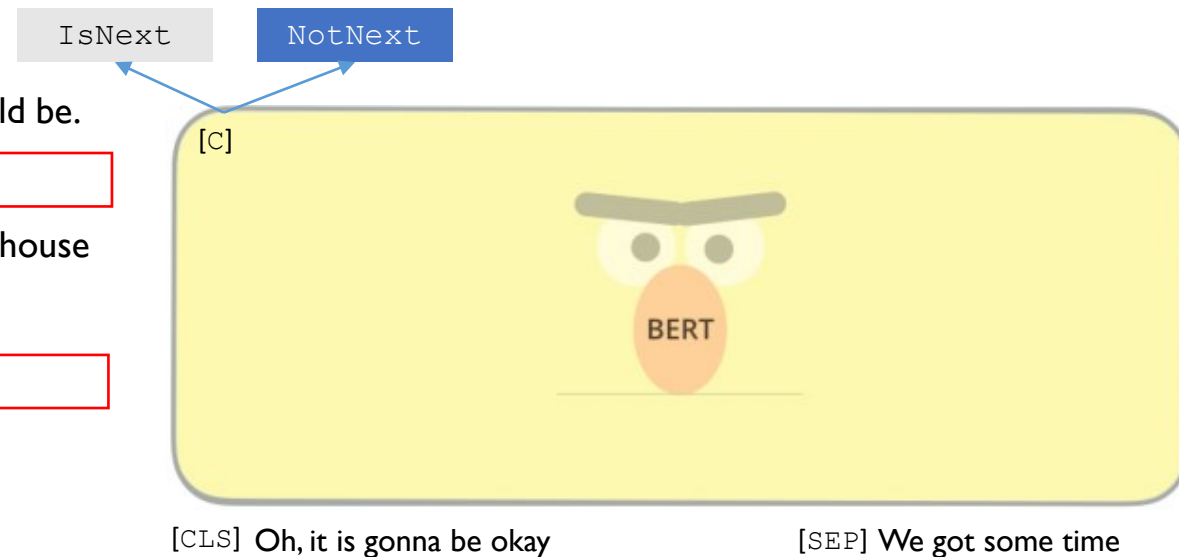 IsNext NotNext
ld be.
[C]
house
BERT
[CLS] Oh, it is gonna be okay [SEP] We got some time